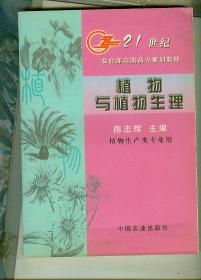 21世纪
农业部高职高专规划教材
植物
与植物生理
陈忠辉 主编
植物生产类专业用
中国农业出版社
植物